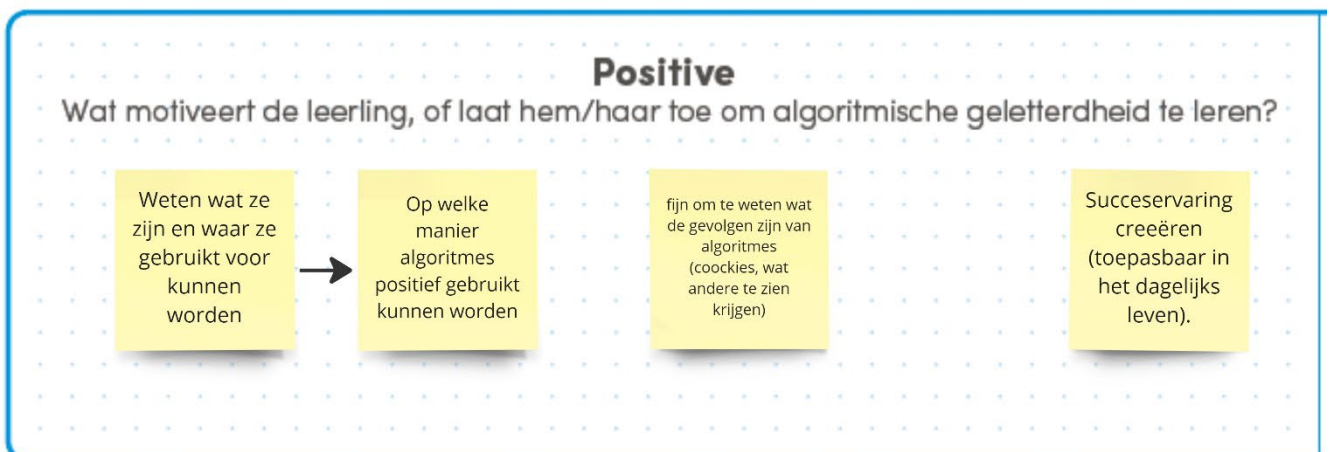 Positive
Wat motiveert de leerling, of laat hem/haar toe om algoritmische geletterdheid te leren?
Weten wat ze
zijn en waar ze
gebruikt voor
kunnen
worden
Op welke
manier
algoritmes
positief gebruikt
kunnen worden
fijn om te weten wat
de gevolgen zijn van
algoritmes
(coockies, wat
andere te zien
krijgen)
Succeservaring
creeëren
(toepasbaar in
het dagelijks
leven).